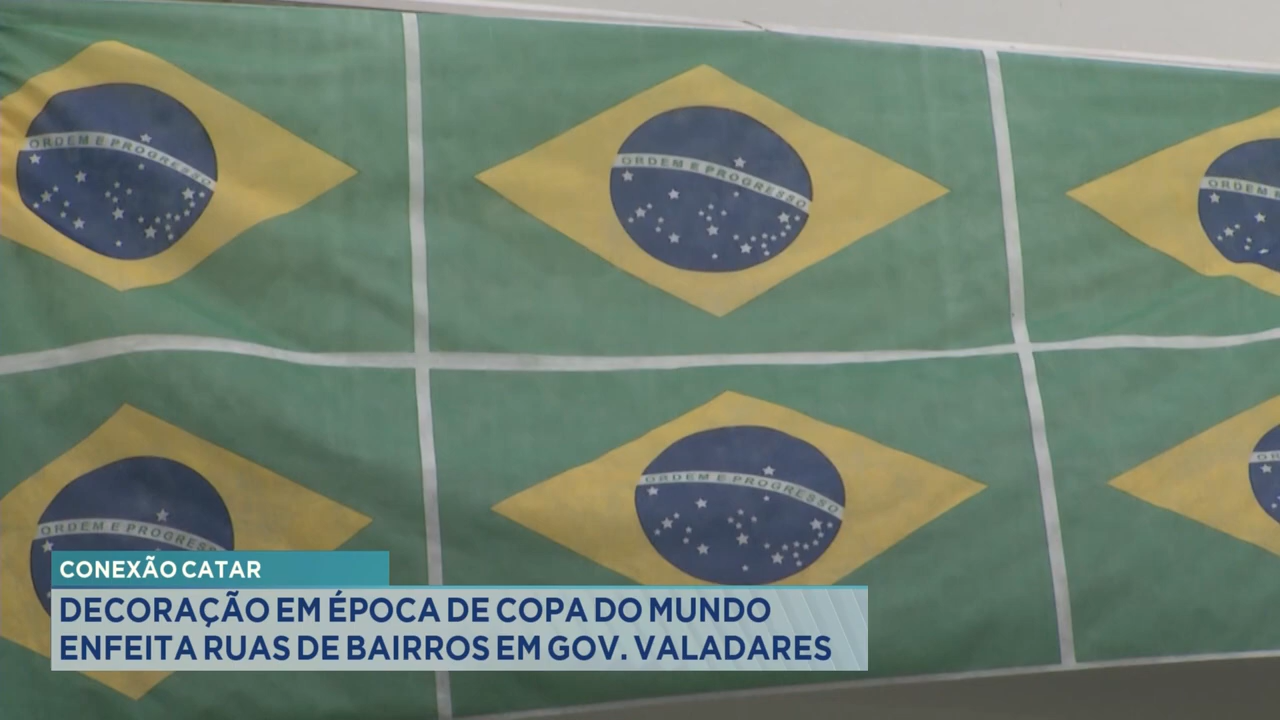 ORDEM E PROGRESSO
ORDEM E PROGRESSO
ORDEM E
ORDEM E PROGRESSO
ORDEM E PROGRESSO
CONEXÃO CATAR
DECORAÇÃO EM ÉPOCA DE COPA DO MUNDO
ENFEITA RUAS DE BAIRROS EM GOV. VALADARES